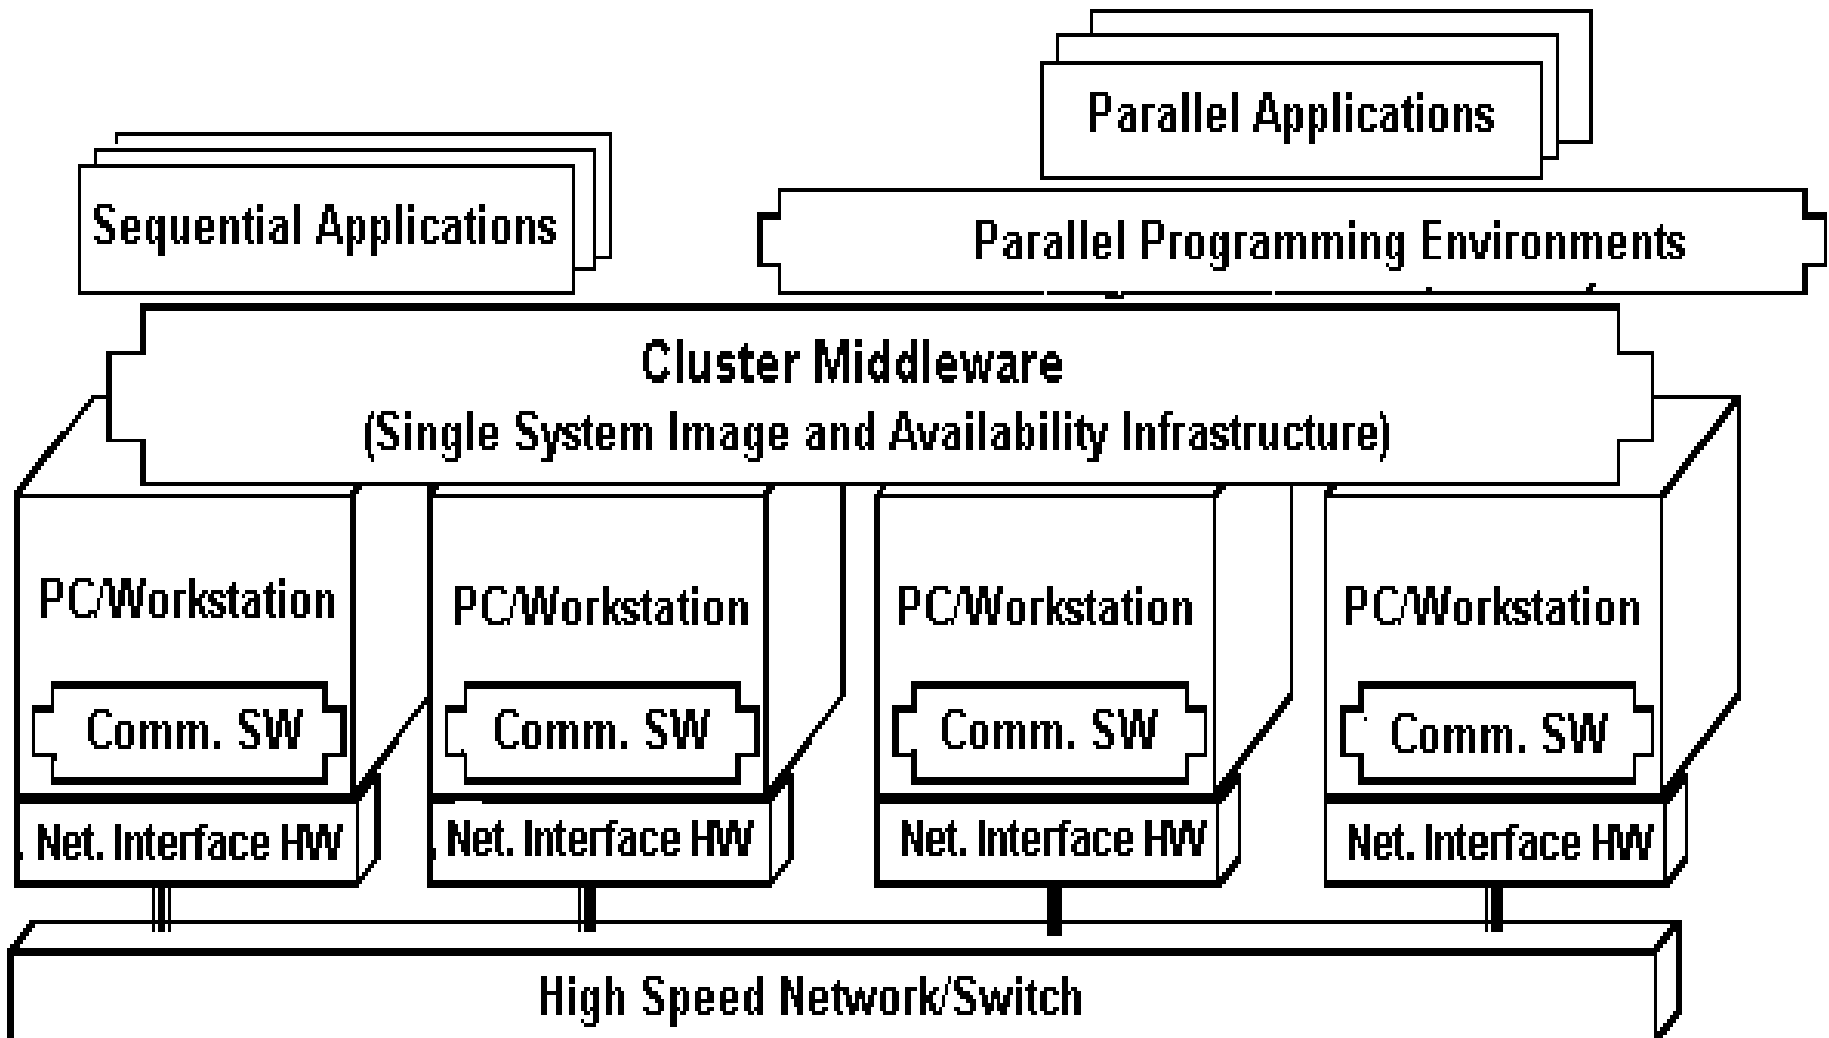 Parallel Applications
Sequential Applications
Parallel Programming Environments
Cluster Middleware
(Single System Image and Availability Infrastructure)
PC/Workstation
PC/Workstation
PC/Workstation
PC/Workstation
Comm. SW
Comm. SW
Comm. SW
Comm. SW
Net. Interface HW
Net. Interface HW
Net. Interface HW
Net. Interface HW
High Speed Network/Switch